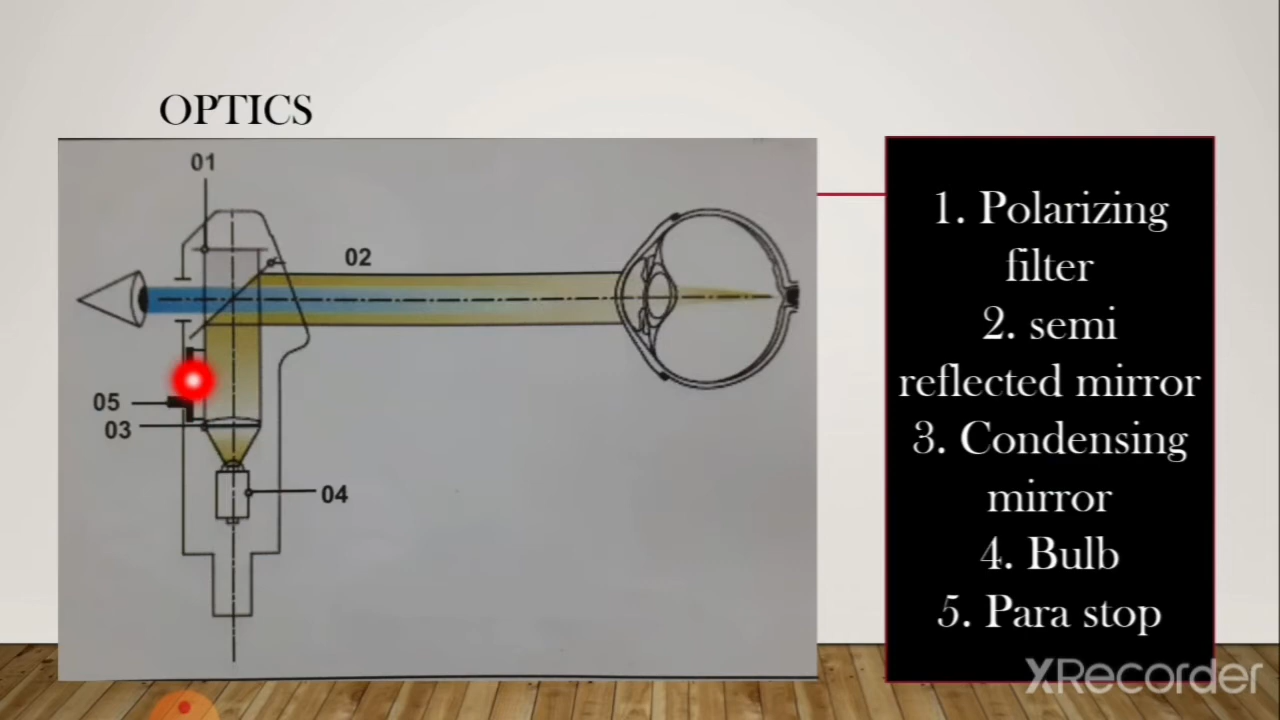 OPTICS
01
02
05
03
04
1. Polarizing
filter
2. semi
reflected mirror
3. Condensing
mirror
4. Bulb
5. Para stop
XRecorder